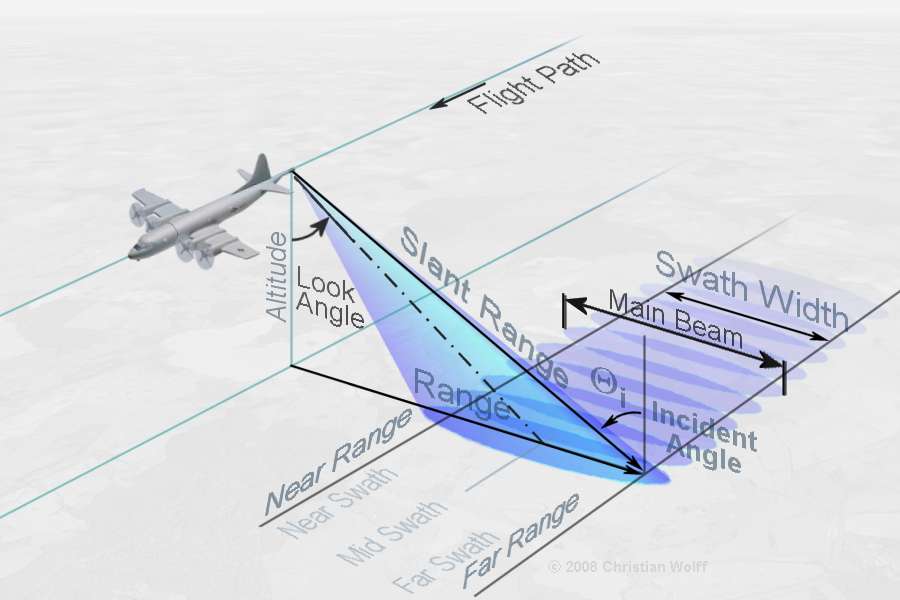 Flight Path
Altitude
Look
Angle
Slant Range
Range
Swath Width
Main Beam
Θi
Incident
Angle
Near Range
Near Swath
Mid Swath
Far Swath
Far Range
© 2008 Christian Wolff